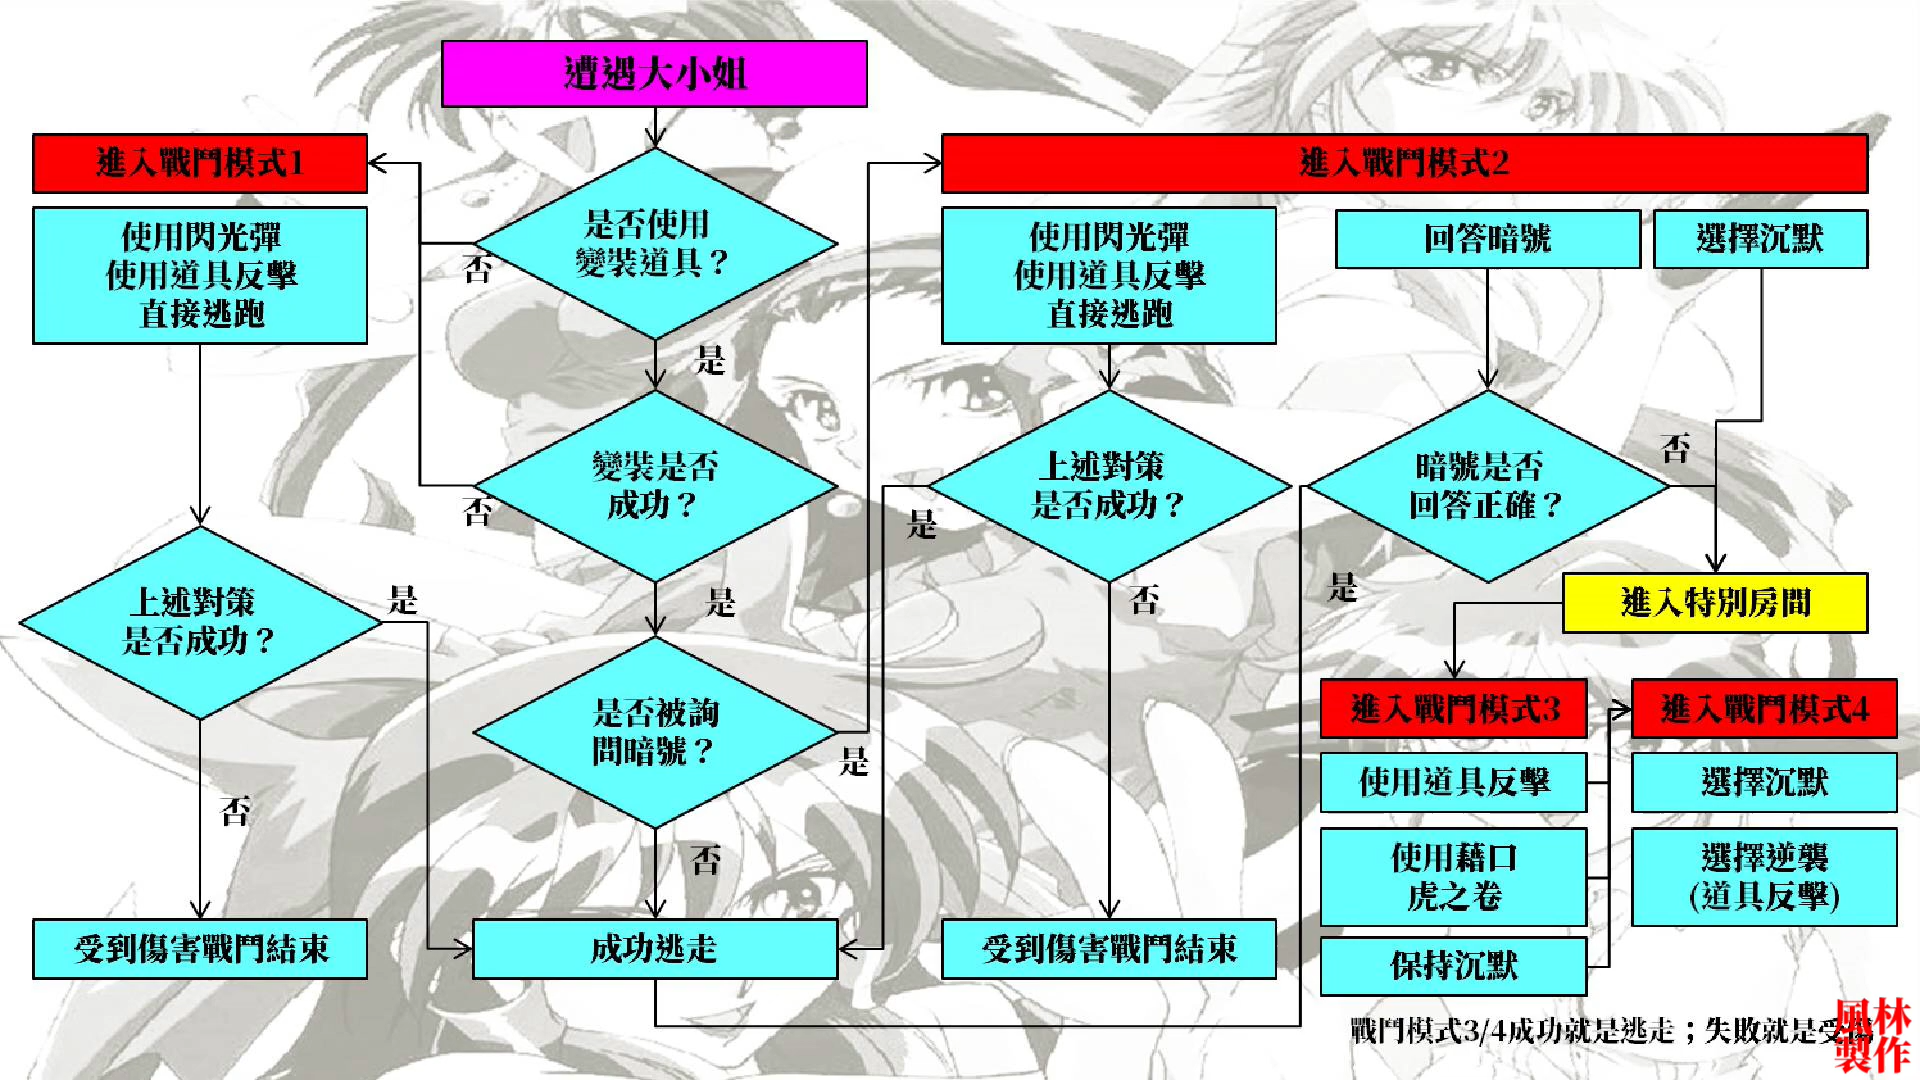 遭遇大小姐
進入戰鬥模式1
使用閃光彈
使用道具反擊
直接逃跑
上述對策
是否成功？
是
否
受到傷害戰鬥結束
是否使用
變裝道具？
否
是
變裝是否
成功？
否
是
是否被詢
問暗號？
是
否
成功逃走
進入戰鬥模式2
使用閃光彈
使用道具反擊
直接逃跑
上述對策
是否成功？
是
否
受到傷害戰鬥結束
回答暗號
選擇沉默
暗號是否
回答正確？
否
是
進入特別房間
進入戰鬥模式3
使用道具反擊
使用藉口
虎之卷
保持沉默
進入戰鬥模式4
選擇沉默
選擇逆襲
(道具反擊)
戰鬥模式3/4成功就是逃走；失敗就是受傷
風林
製作